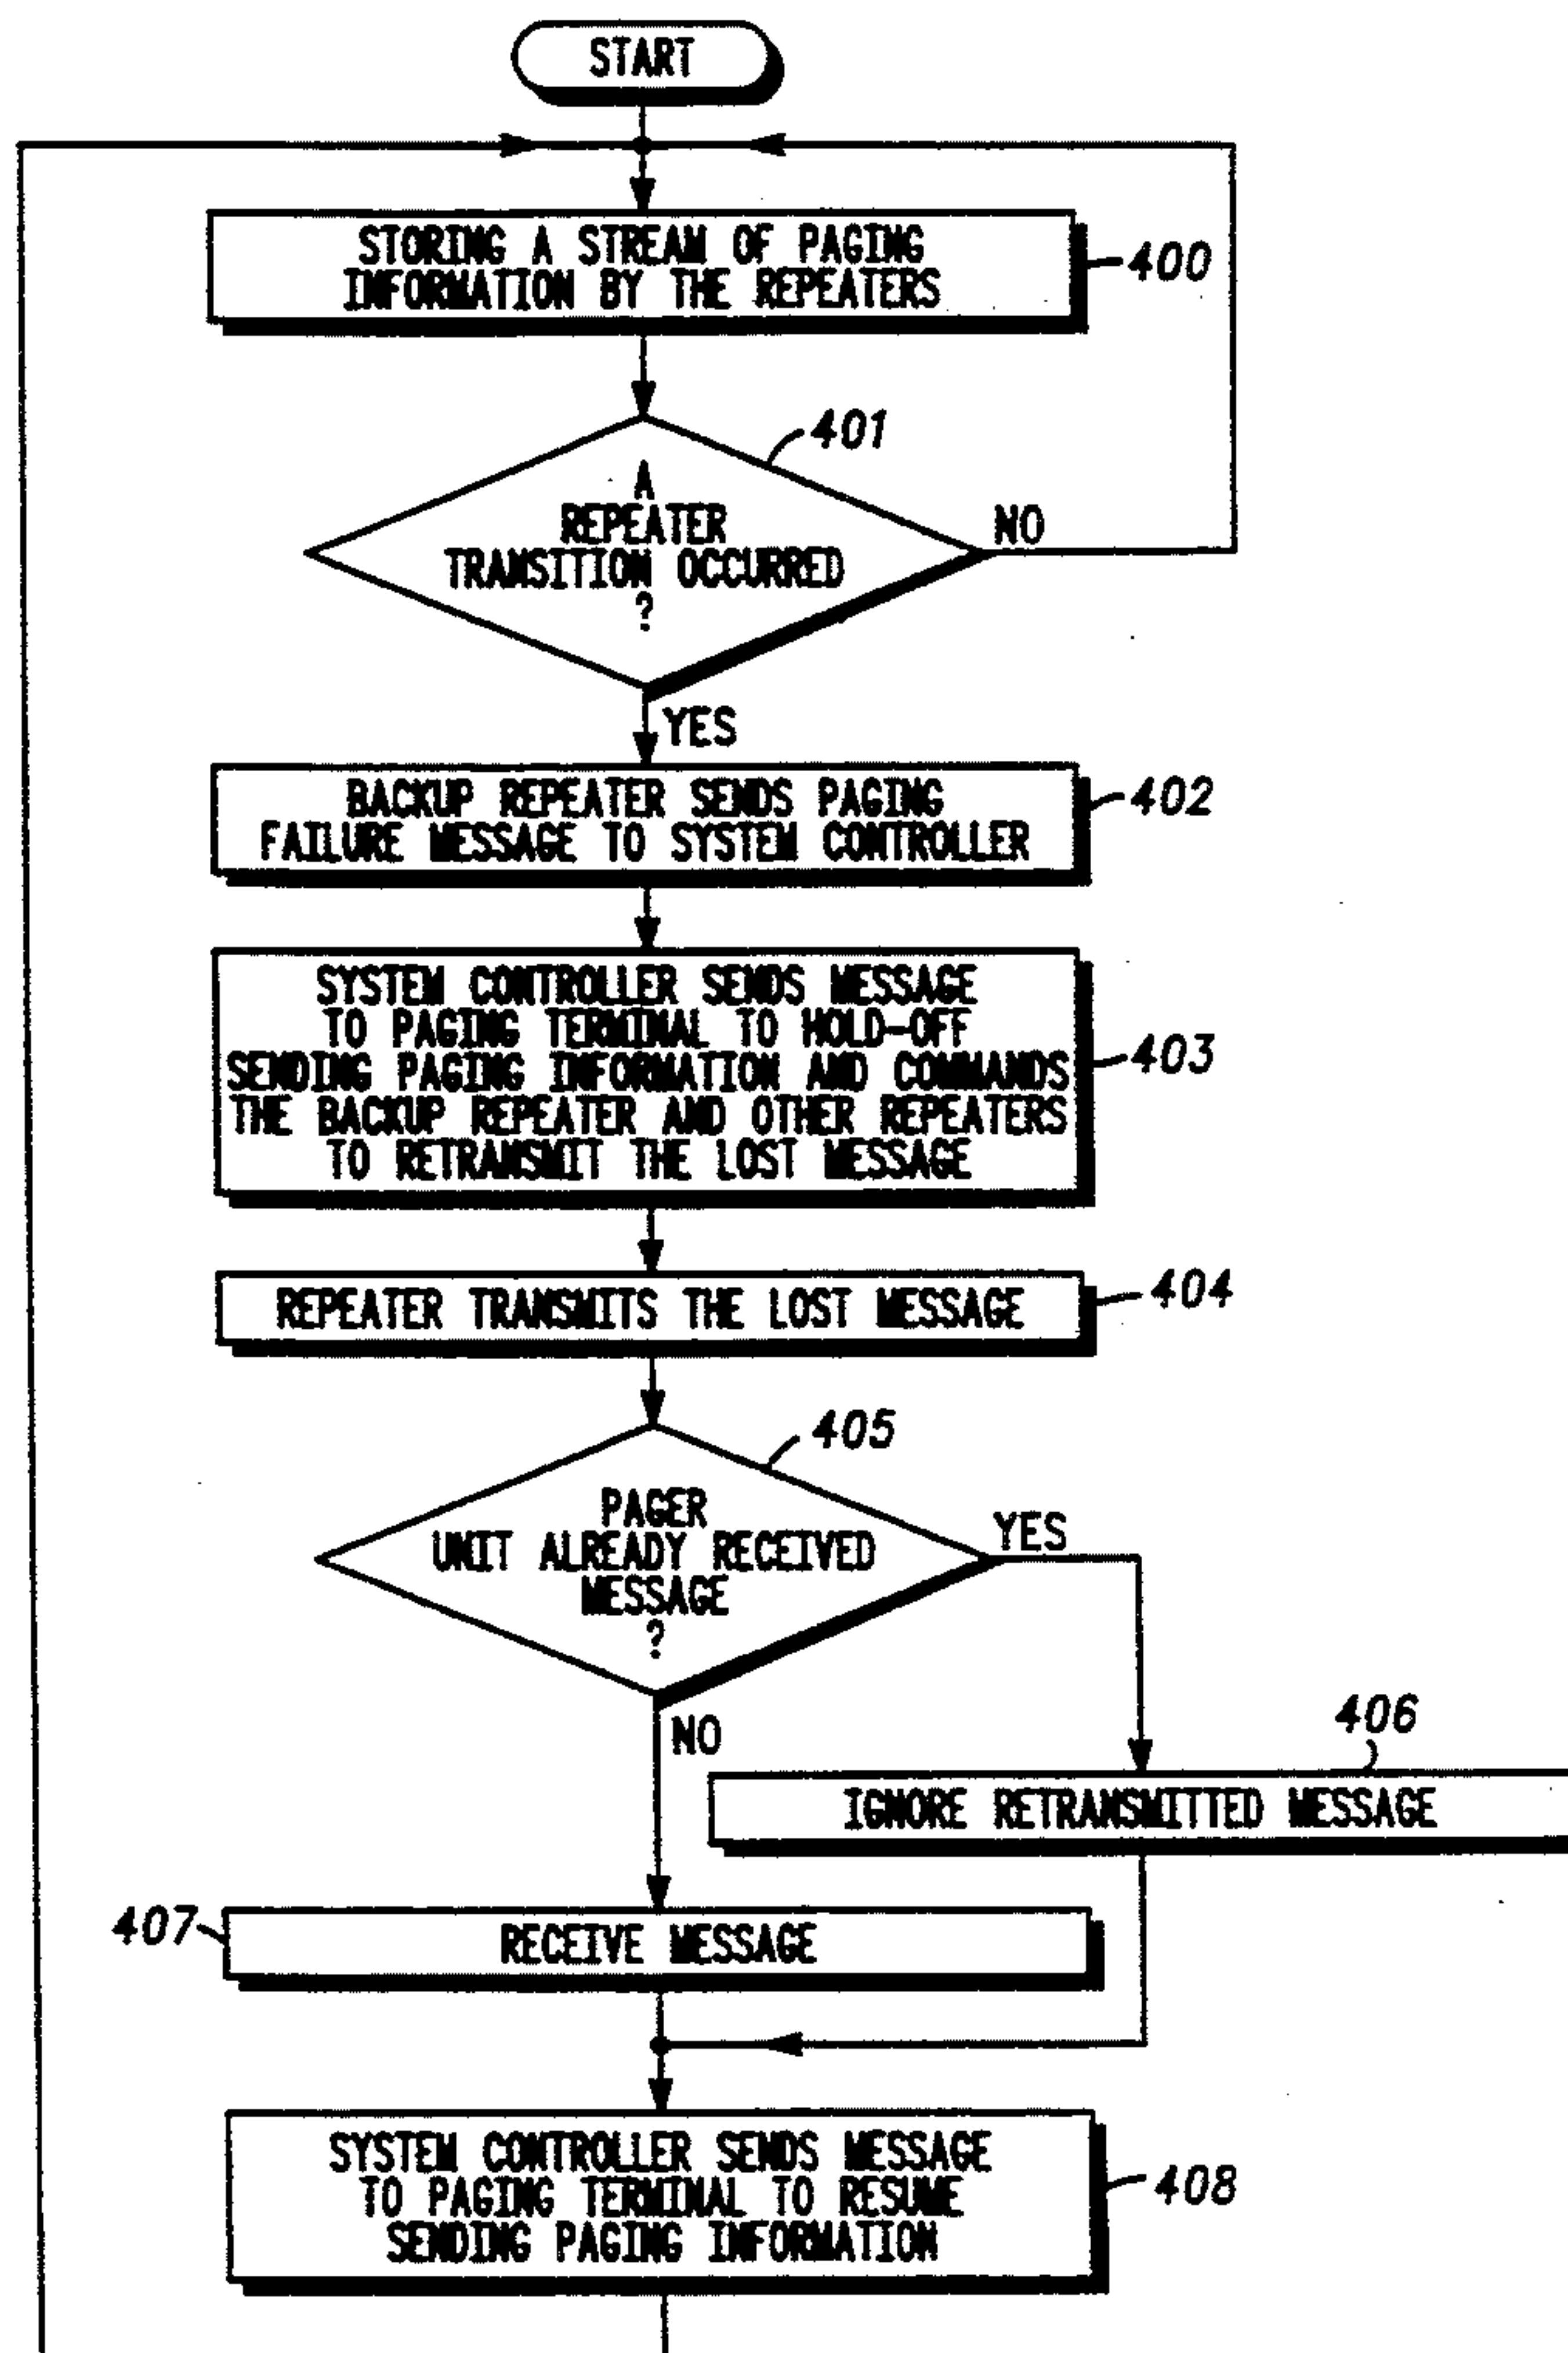 START
STORING A STREAM OF PAGING
INFORMATION BY THE REPEATERS
400
401
A
REPEATER
TRANSITION OCCURRED
?
NO
YES
BACKUP REPEATER SENDS PAGING
FAILURE MESSAGE TO SYSTEM CONTROLLER
402
SYSTEM CONTROLLER SENDS MESSAGE
TO PAGING TERMINAL TO HOLD-OFF
SENDING PAGING INFORMATION AND COMMANDS
THE BACKUP REPEATER AND OTHER REPEATERS
TO RETRANSMIT THE LOST MESSAGE
403
REPEATER TRANSMITS THE LOST MESSAGE
404
405
PAGER
UNIT ALREADY RECEIVED
MESSAGE
?
YES
NO
406
IGNORE RETRANSMITTED MESSAGE
407
RECEIVE MESSAGE
SYSTEM CONTROLLER SENDS MESSAGE
TO PAGING TERMINAL TO RESUME
SENDING PAGING INFORMATION
408